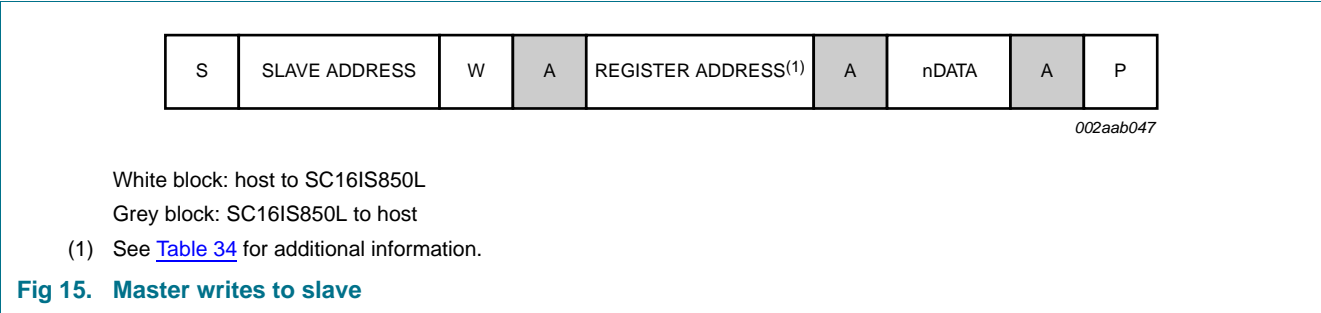 S SLAVE ADDRESS W A REGISTER ADDRESS(1) A nDATA A P
002aab047
White block: host to SC16IS850L
Grey block: SC16IS850L to host
(1) See Table 34 for additional information.
Fig 15. Master writes to slave